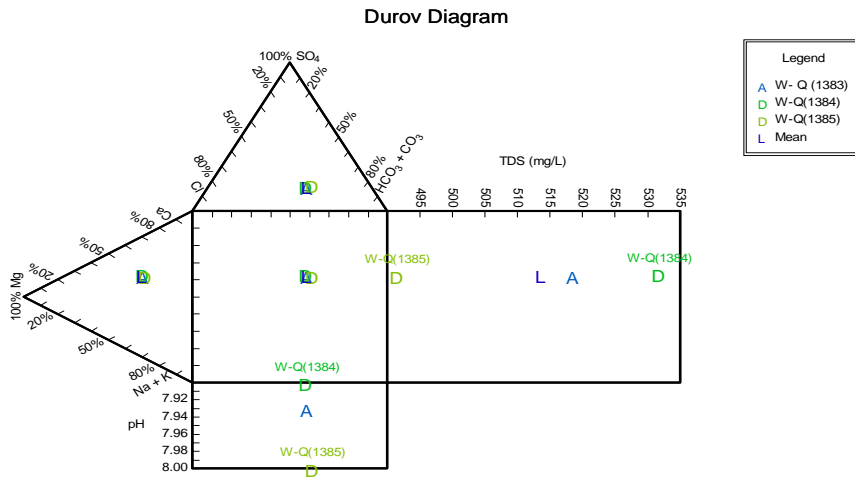 Durov Diagram
Legend
A W- Q (1383)
D W-Q(1384)
D W-Q(1385)
L Mean
100% SO4
20%
20%
50%
50%
80%
80%
Cl
HCO3 + CO3
TDS (mg/L)
495
500
505
510
515
520
525
530
535
Ca
80%
50%
20%
100% Mg
20%
50%
80%
Na + K
W-Q(1385)
D
L
A
W-Q(1384)
D
W-Q(1384)
D
A
W-Q(1385)
D
pH
7.92
7.94
7.96
7.98
8.00